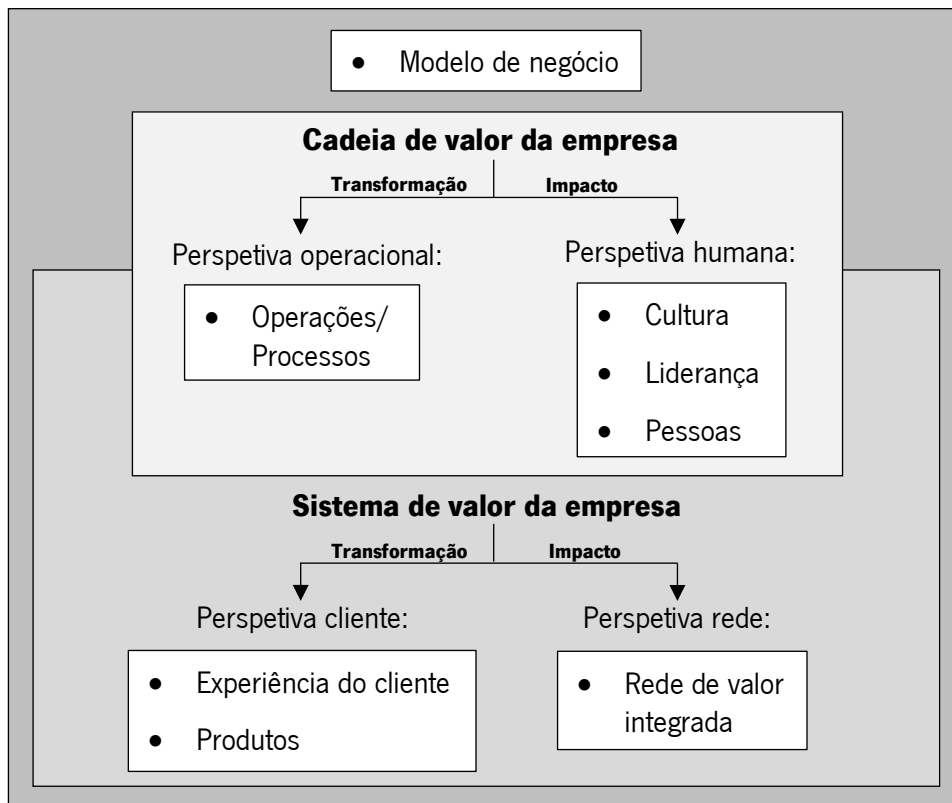 • Modelo de negócio
Cadeia de valor da empresa
Transformação Impacto
Perspetiva operacional:
• Operações/
Processos
Perspetiva humana:
• Cultura
• Liderança
• Pessoas
Sistema de valor da empresa
Transformação Impacto
Perspetiva cliente:
• Experiência do cliente
• Produtos
Perspetiva rede:
• Rede de valor
integrada